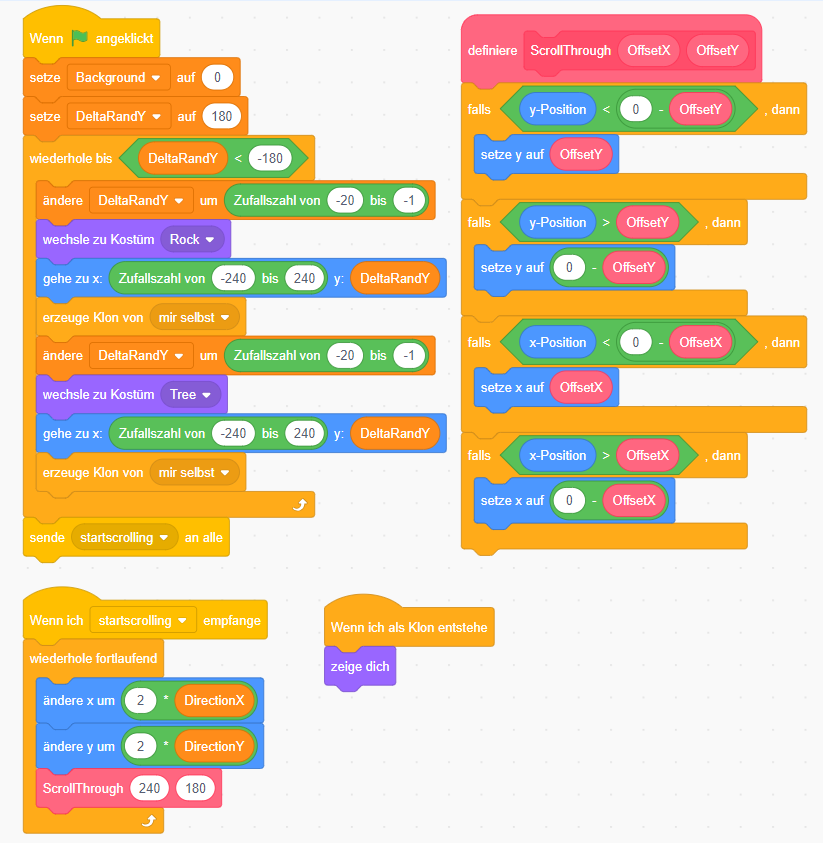 Wenn angeklickt
setze Background auf 0
setze DeltaRandY auf 180
wiederhole bis DeltaRandY < -180
ändere DeltaRandY um Zufallszahl von -20 bis -1
wechsle zu Kostüm Rock
gehe zu x: Zufallszahl von -240 bis 240 y: DeltaRandY
erzeuge Klon von mir selbst
ändere DeltaRandY um Zufallszahl von -20 bis -1
wechsle zu Kostüm Tree
gehe zu x: Zufallszahl von -240 bis 240 y: DeltaRandY
erzeuge Klon von mir selbst
sende startscrolling an alle
definiere ScrollThrough OffsetX OffsetY
falls y-Position < 0 - OffsetY , dann
setze y auf OffsetY
falls y-Position > OffsetY , dann
setze y auf 0 - OffsetY
falls x-Position < 0 - OffsetX , dann
setze x auf OffsetX
falls x-Position > OffsetX , dann
setze x auf 0 - OffsetX
Wenn ich startscrolling empfange
wiederhole fortlaufend
ändere x um 2 * DirectionX
ändere y um 2 * DirectionY
ScrollThrough 240 180
Wenn ich als Klon entstehe
zeige dich